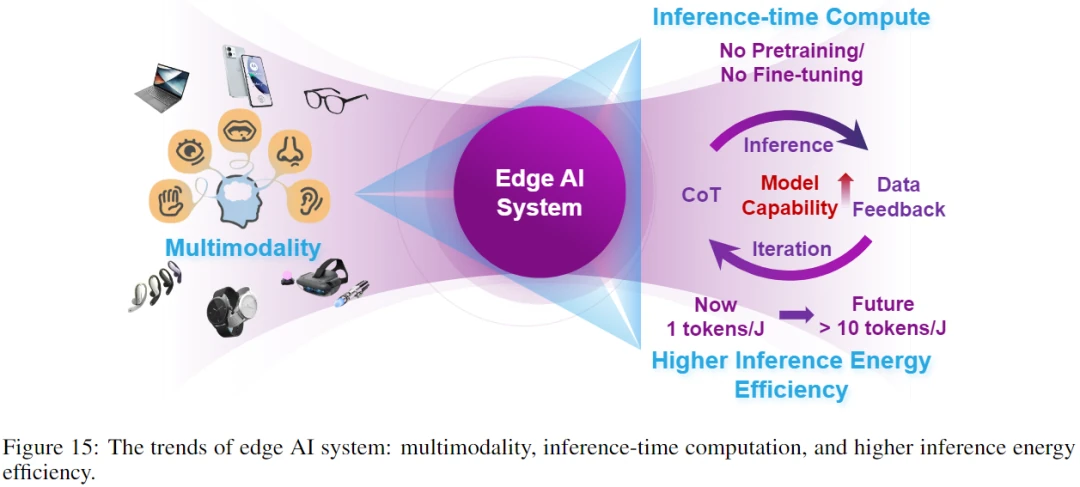 Inference-time Compute
No Pretraining/
No Fine-tuning
Inference
CoT
Model
Capability
Data
Feedback
Iteration
Edge AI
System
Multimodality
Now
1 tokens/J
Future
> 10 tokens/J
Higher Inference Energy
Efficiency
Figure 15: The trends of edge AI system: multimodality, inference-time computation, and higher inference energy
efficiency.